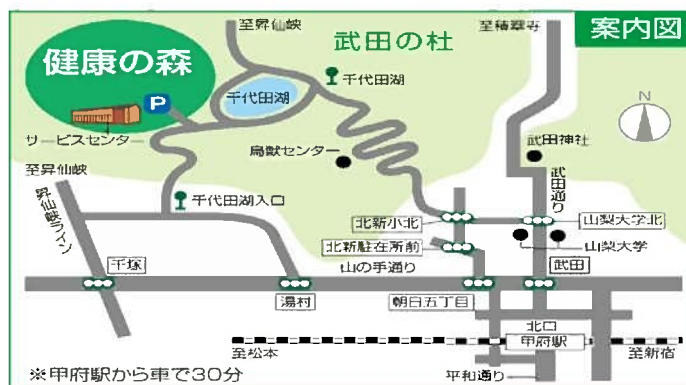 至昇仙峡
武田の杜
至積翠寺
案内図
健康の森
千代田湖
P
千代田湖
N
サービスセンター
鳥獣センター
武田神社
至昇仙峡
武田通り
昇仙峡ライン
千代田湖入口
北新小北
山梨大学北
北新駐在所前
山梨大学
千塚
山の手通り
武田
湯村
朝日五丁目
北口
甲府駅
至松本
至新宿
※甲府駅から車で30分
平和通り